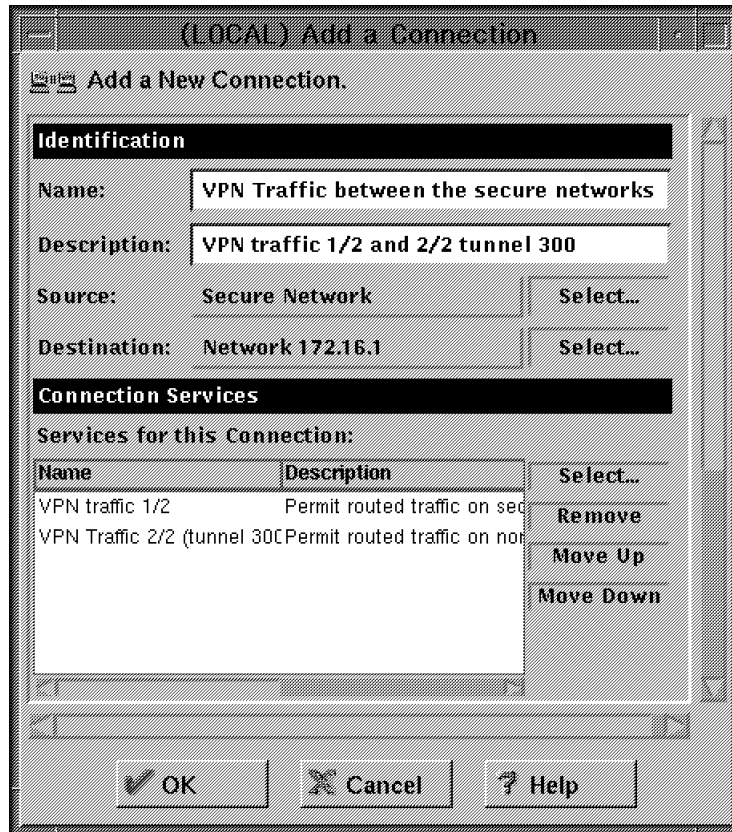 (LOCAL) Add a Connection
Add a New Connection.
Identification
Name: VPN Traffic between the secure networks
Description: VPN traffic 1/2 and 2/2 tunnel 300
Source: Secure Network Select...
Destination: Network 172.16.1 Select...
Connection Services
Services for this Connection:
Name Description Select...
VPN traffic 1/2 Permit routed traffic on sec
Remove
VPN Traffic 2/2 (tunnel 300 Permit routed traffic on nor
Move Up
Move Down
OK Cancel Help